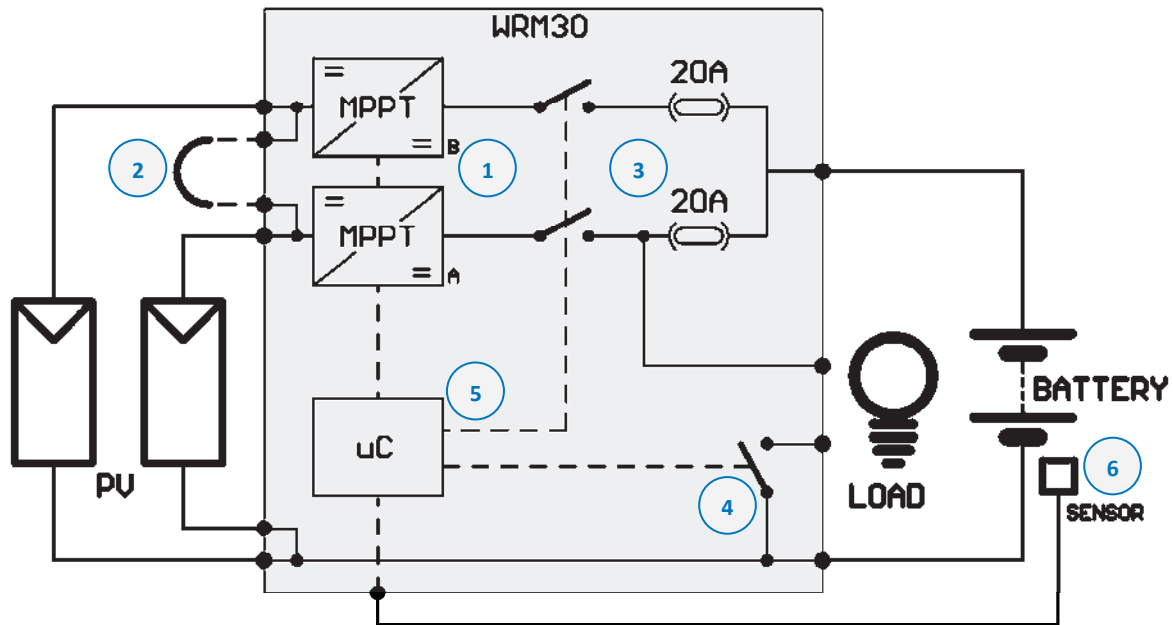 WRM30
20A
MPPT
B
2
1
3
20A
MPPT
A
5
BATTERY
uC
6
PV
4
LOAD
SENSOR